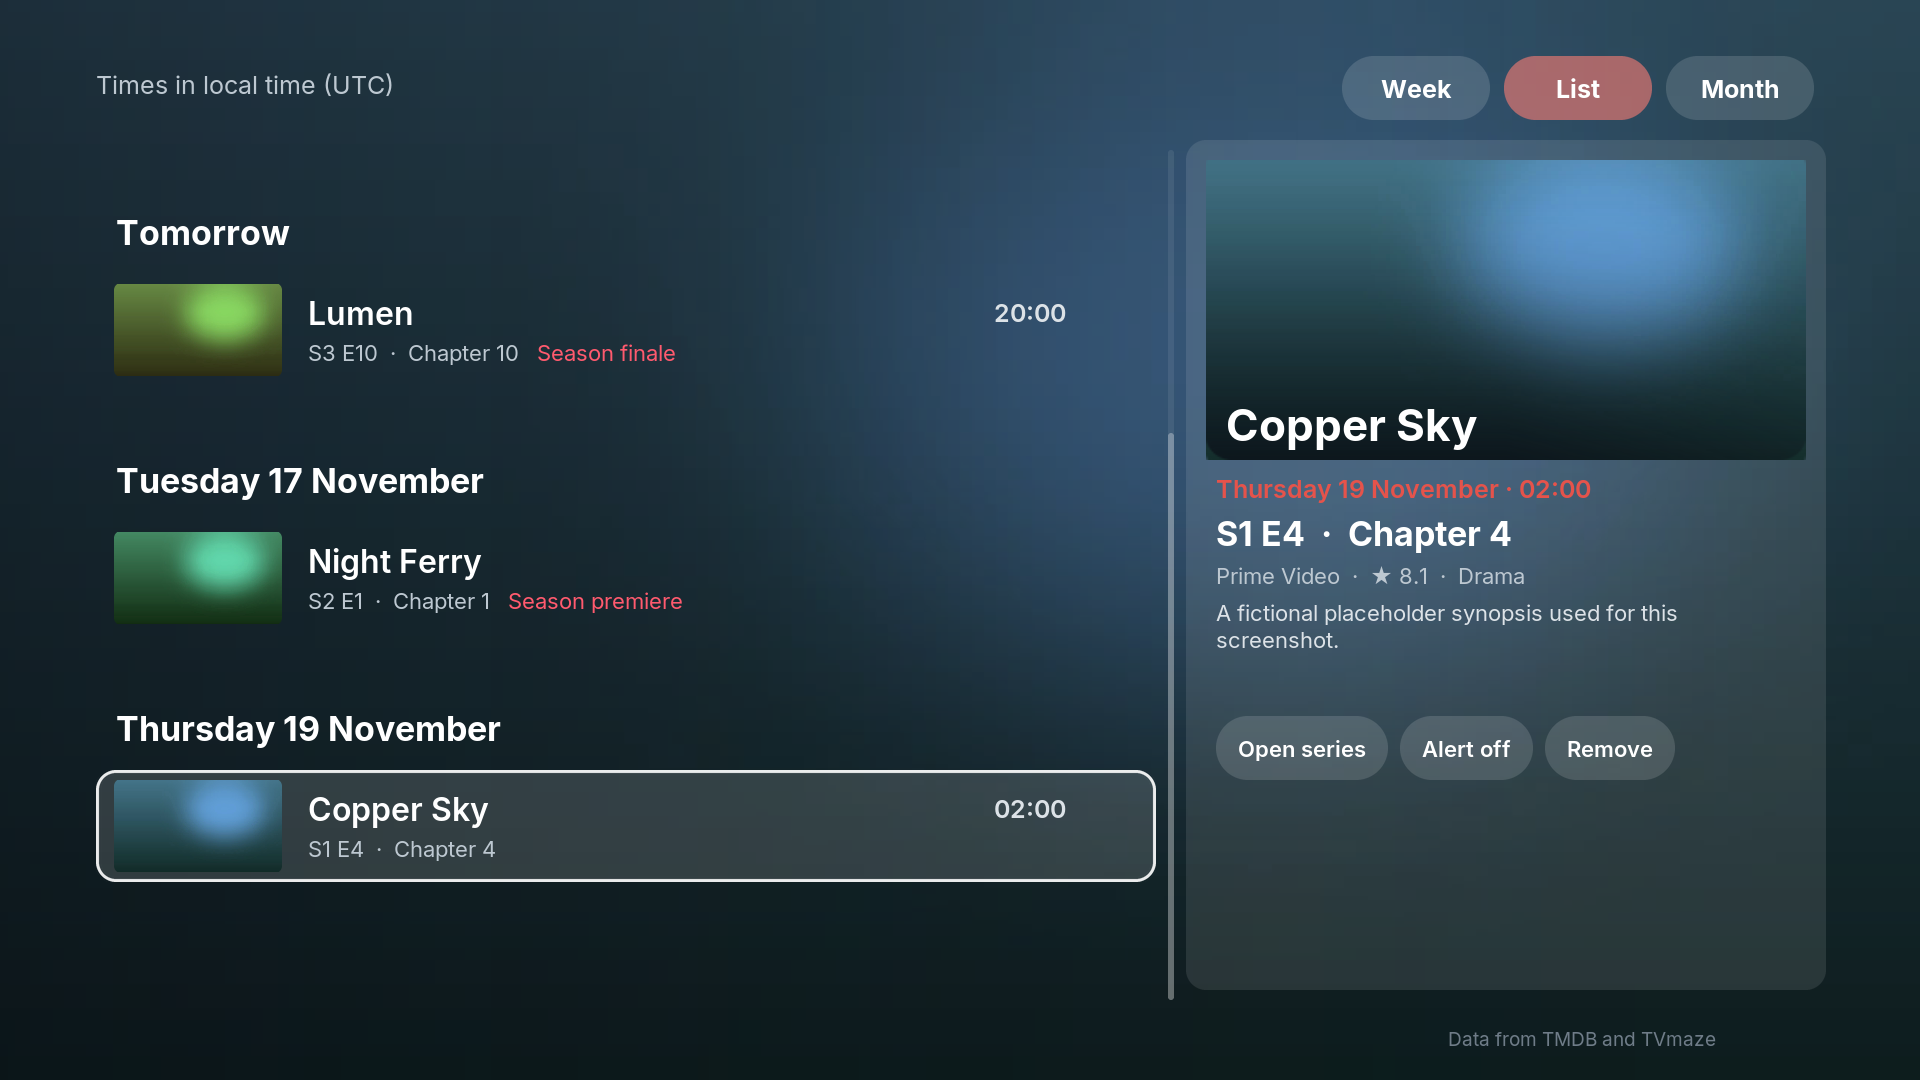 Times in local time (UTC)
Week
List
Month
Tomorrow
Lumen
20:00
S3 E10 · Chapter 10 Season finale
Tuesday 17 November
Night Ferry
S2 E1 · Chapter 1 Season premiere
Thursday 19 November
Copper Sky
02:00
S1 E4 · Chapter 4
Copper Sky
Thursday 19 November · 02:00
S1 E4 · Chapter 4
Prime Video · ★ 8.1 · Drama
A fictional placeholder synopsis used for this
screenshot.
Open series
Alert off
Remove
Data from TMDB and TVmaze